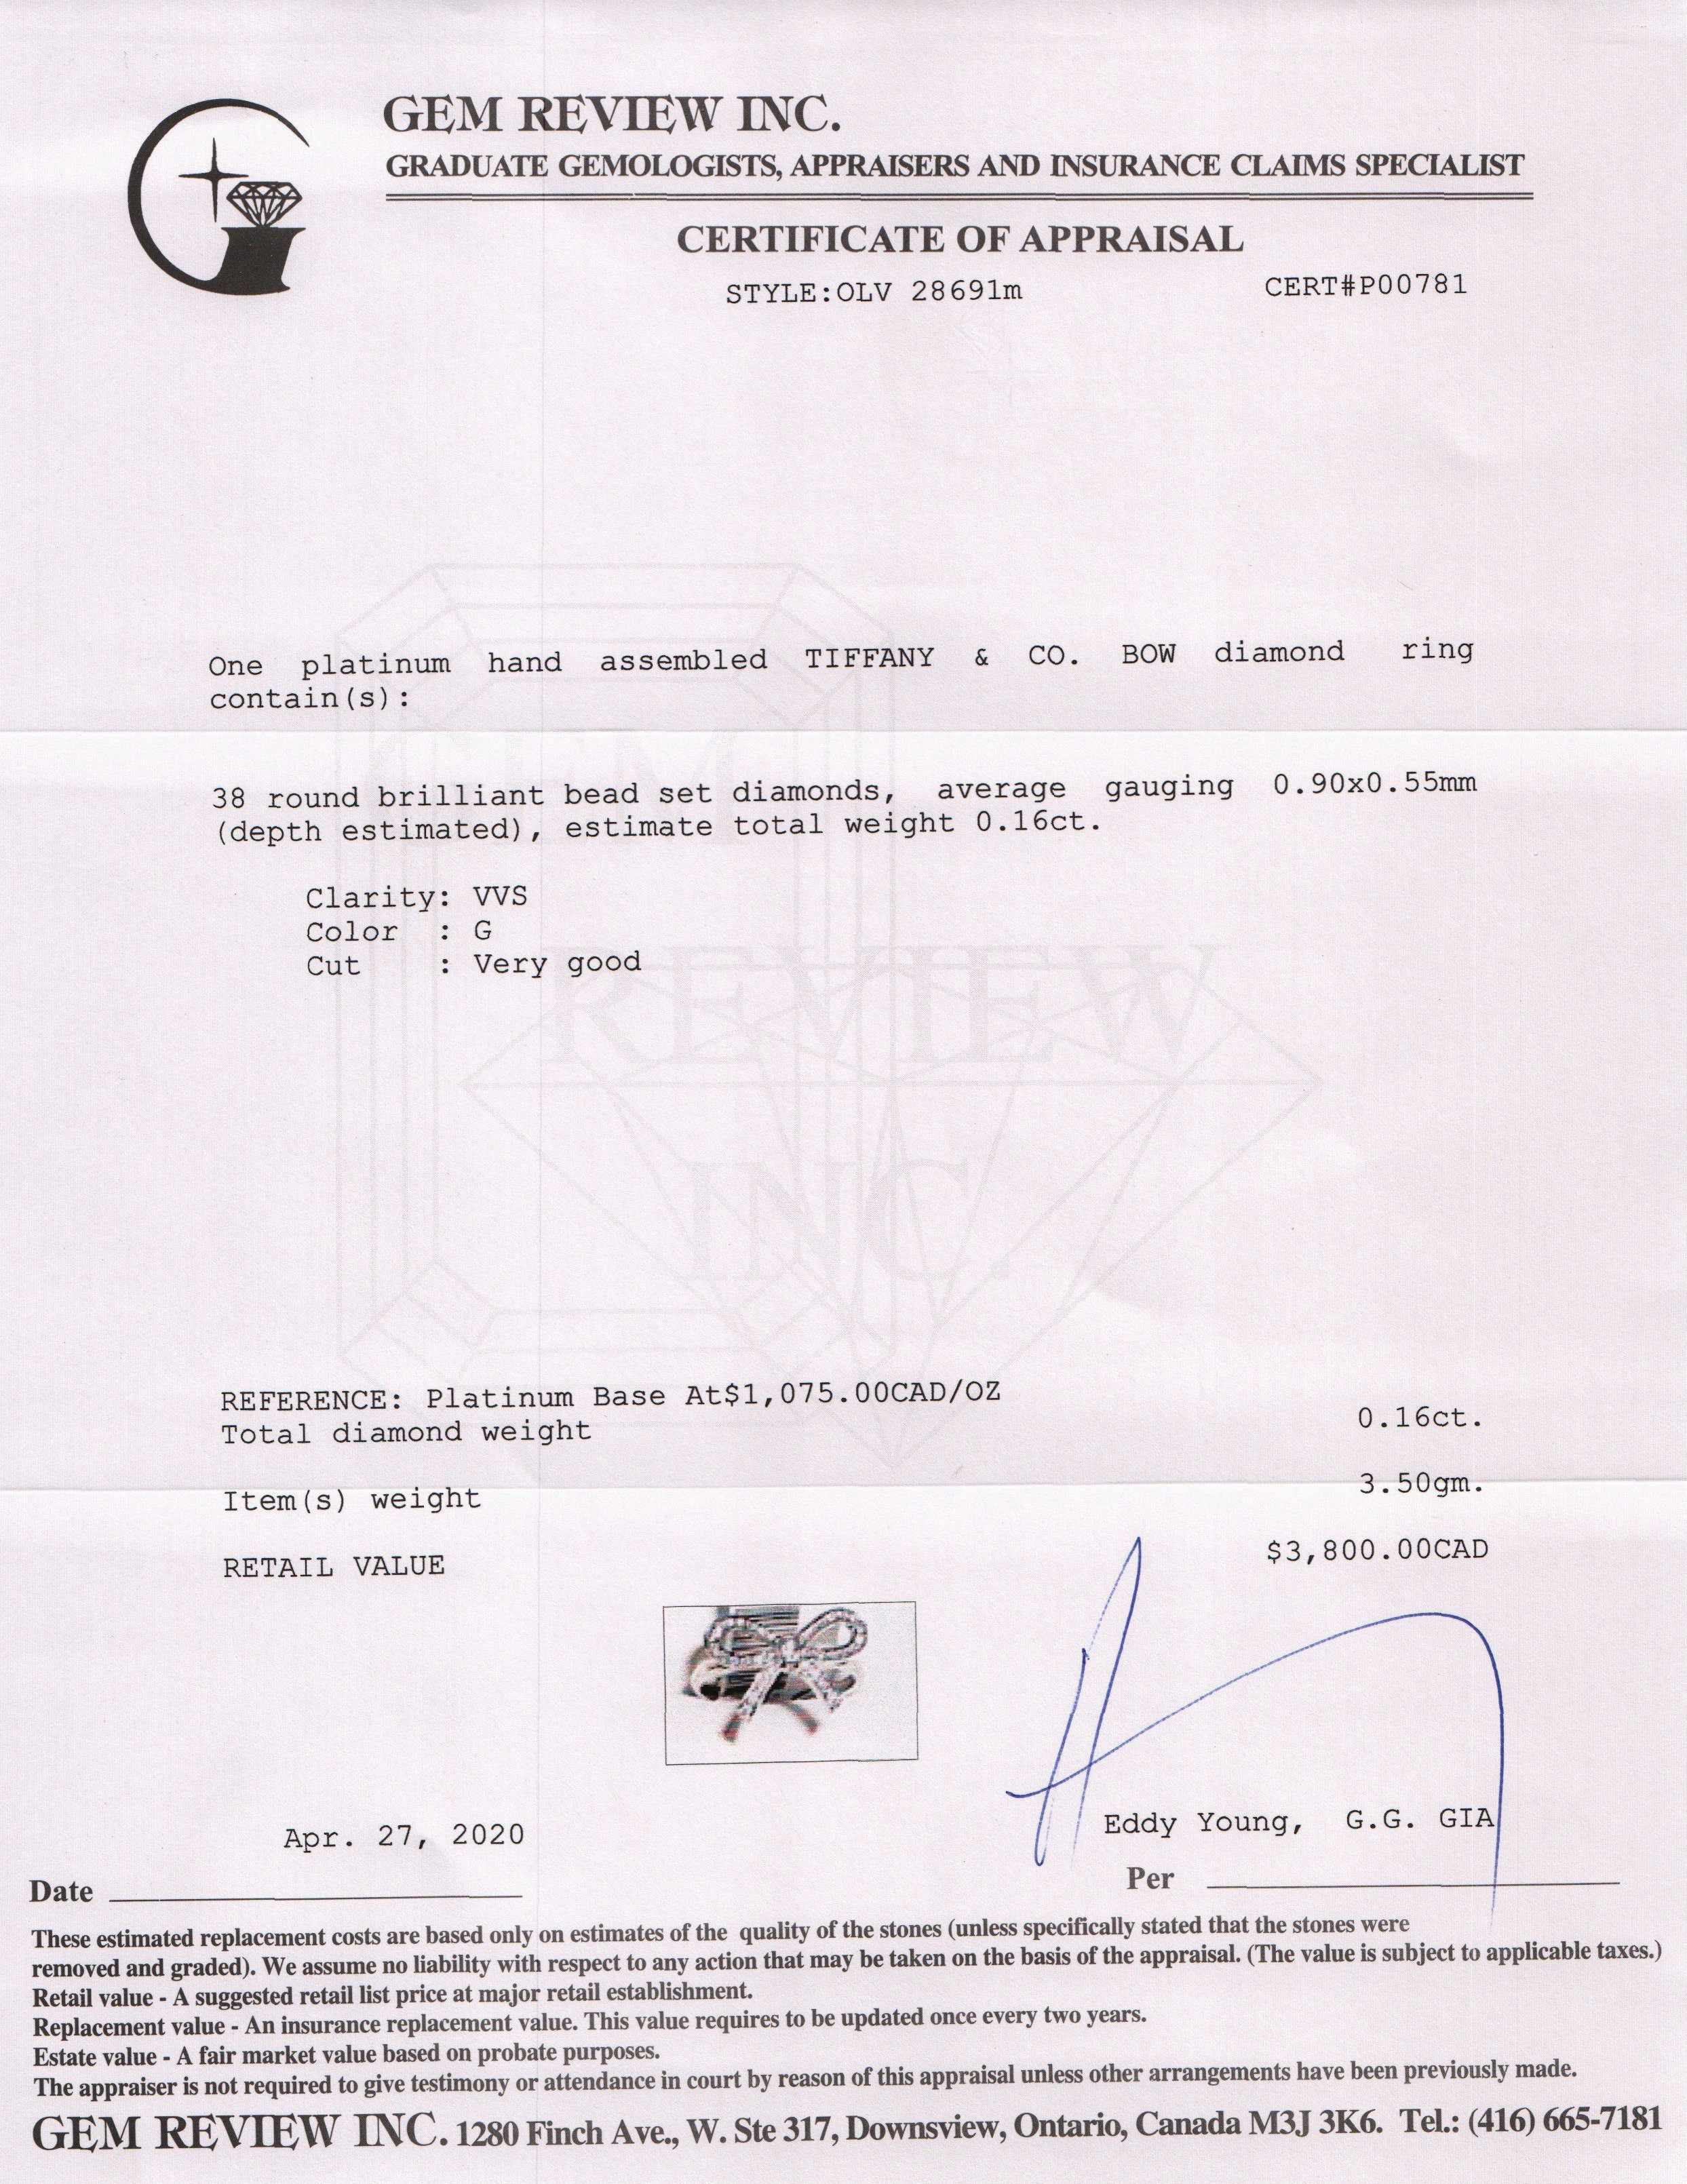 GEM REVIEW INC.
GRADUATE GEMOLOGISTS, APPRAISERS AND INSURANCE CLAIMS SPECIALIST
CERTIFICATE OF APPRAISAL
STYLE:OLV 28691m
CERT#P00781
One platinum hand assembled TIFFANY & CO. BOW diamond ring
contain(s):
38 round brilliant bead set diamonds, average gauging 0.90x0.55mm
(depth estimated), estimate total weight 0.16ct.
Clarity: VVS
Color : G
Cut : Very good
GEM
REVIEW
INC.
REFERENCE: Platinum Base At$1,075.00CAD/OZ
Total diamond weight 0.16ct.
Item(s) weight 3.50gm.
RETAIL VALUE $3,800.00CAD
Apr. 27, 2020
Eddy Young, G.G. GIA
Date
Per
These estimated replacement costs are based only on estimates of the quality of the stones (unless specifically stated that the stones were
removed and graded). We assume no liability with respect to any action that may be taken on the basis of the appraisal. (The value is subject to applicable taxes.)
Retail value - A suggested retail list price at major retail establishment.
Replacement value - An insurance replacement value. This value requires to be updated once every two years.
Estate value - A fair market value based on probate purposes.
The appraiser is not required to give testimony or attendance in court by reason of this appraisal unless other arrangements have been previously made.
GEM REVIEW INC. 1280 Finch Ave., W. Ste 317, Downsview, Ontario, Canada M3J 3K6. Tel.: (416) 665-7181